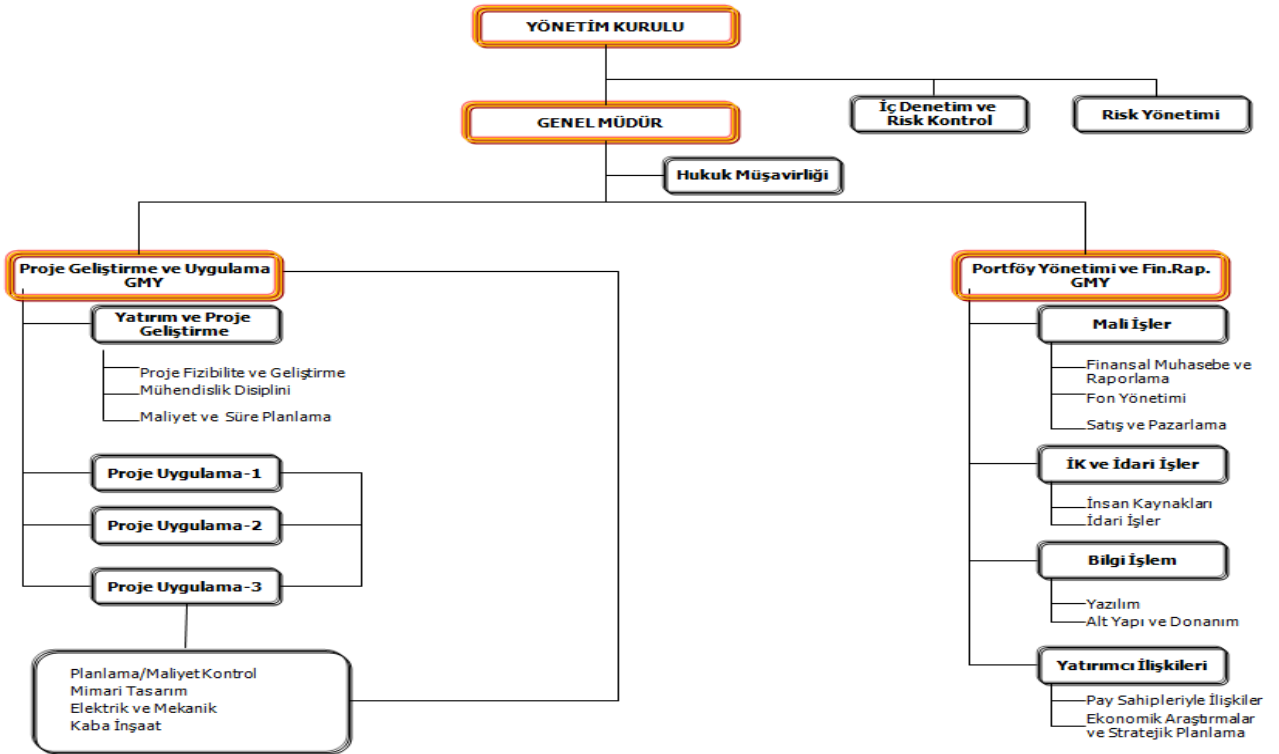 YÖNETİM KURULU
İç Denetim ve
Risk Kontrol
Risk Yönetimi
GENEL MÜDÜR
Hukuk Müşavirliği
Proje Geliştirme ve Uygulama
GMY
Yatırım ve Proje
Geliştirme
Proje Fizibilite ve Geliştirme
Mühendislik Disiplini
Maliyet ve Süre Planlama
Proje Uygulama-1
Proje Uygulama-2
Proje Uygulama-3
Planlama/Maliyet Kontrol
Mimari Tasarım
Elektrik ve Mekanik
Kaba İnşaat
Portföy Yönetimi ve Fin.Rap.
GMY
Mali İşler
Finansal Muhasebe ve
Raporlama
Fon Yönetimi
Satış ve Pazarlama
İK ve İdari İşler
İnsan Kaynakları
İdari İşler
Bilgi İşlem
Yazılım
Alt Yapı ve Donanım
Yatırımcı İlişkileri
Pay Sahipleriyle İlişkiler
Ekonomik Araştırmalar
ve Stratejik Planlama